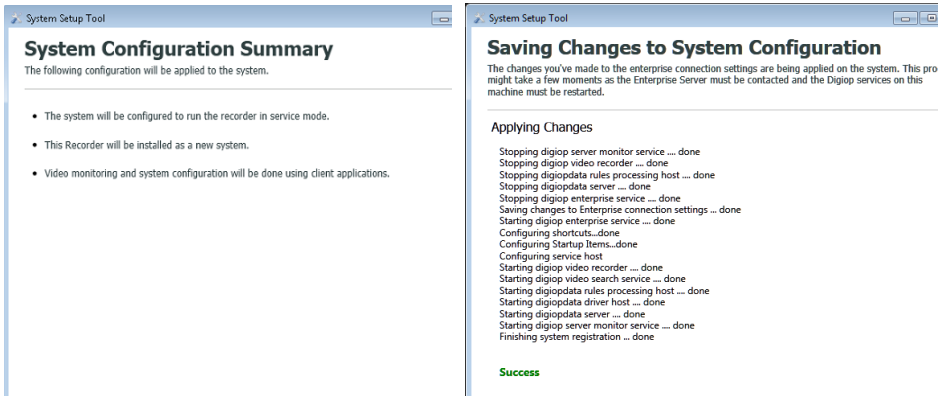 System Setup Tool
System Configuration Summary
The following configuration will be applied to the system.
The system will be configured to run the recorder in service mode.
This Recorder will be installed as a new system.
Video monitoring and system configuration will be done using client applications.
System Setup Tool
Saving Changes to System Configuration
The changes you've made to the enterprise connection settings are being applied on the system. This pro
might take a few moments as the Enterprise Server must be contacted and the Digiop services on this
machine must be restarted.
Applying Changes
Stopping digiop server monitor service .... done
Stopping digiop video recorder .... done
Stopping digiopdata rules processing host .... done
Stopping digiopdata server .... done
Stopping digiop enterprise service .... done
Saving changes to Enterprise connection settings ... done
Starting digiop enterprise service .... done
Configuring shortcuts...done
Configuring Startup Items...done
Configuring service host
Starting digiop video recorder .... done
Starting digiop video search service .... done
Starting digiopdata rules processing host .... done
Starting digiopdata driver host .... done
Starting digiopdata server .... done
Starting digiop server monitor service .... done
Finishing system registration ... done
Success